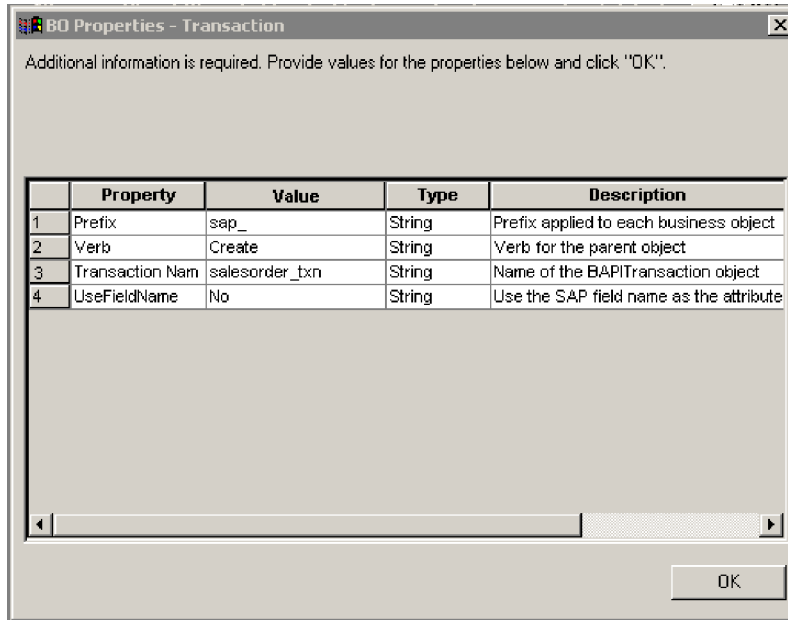 BO Properties - Transaction
Additional information is required. Provide values for the properties below and click "OK".
Property Value Type Description
1 Prefix sap_ String Prefix applied to each business object
2 Verb Create String Verb for the parent object
3 Transaction Nam salesorder_txn String Name of the BAPITransaction object
4 UseFieldName No String Use the SAP field name as the attribute
OK